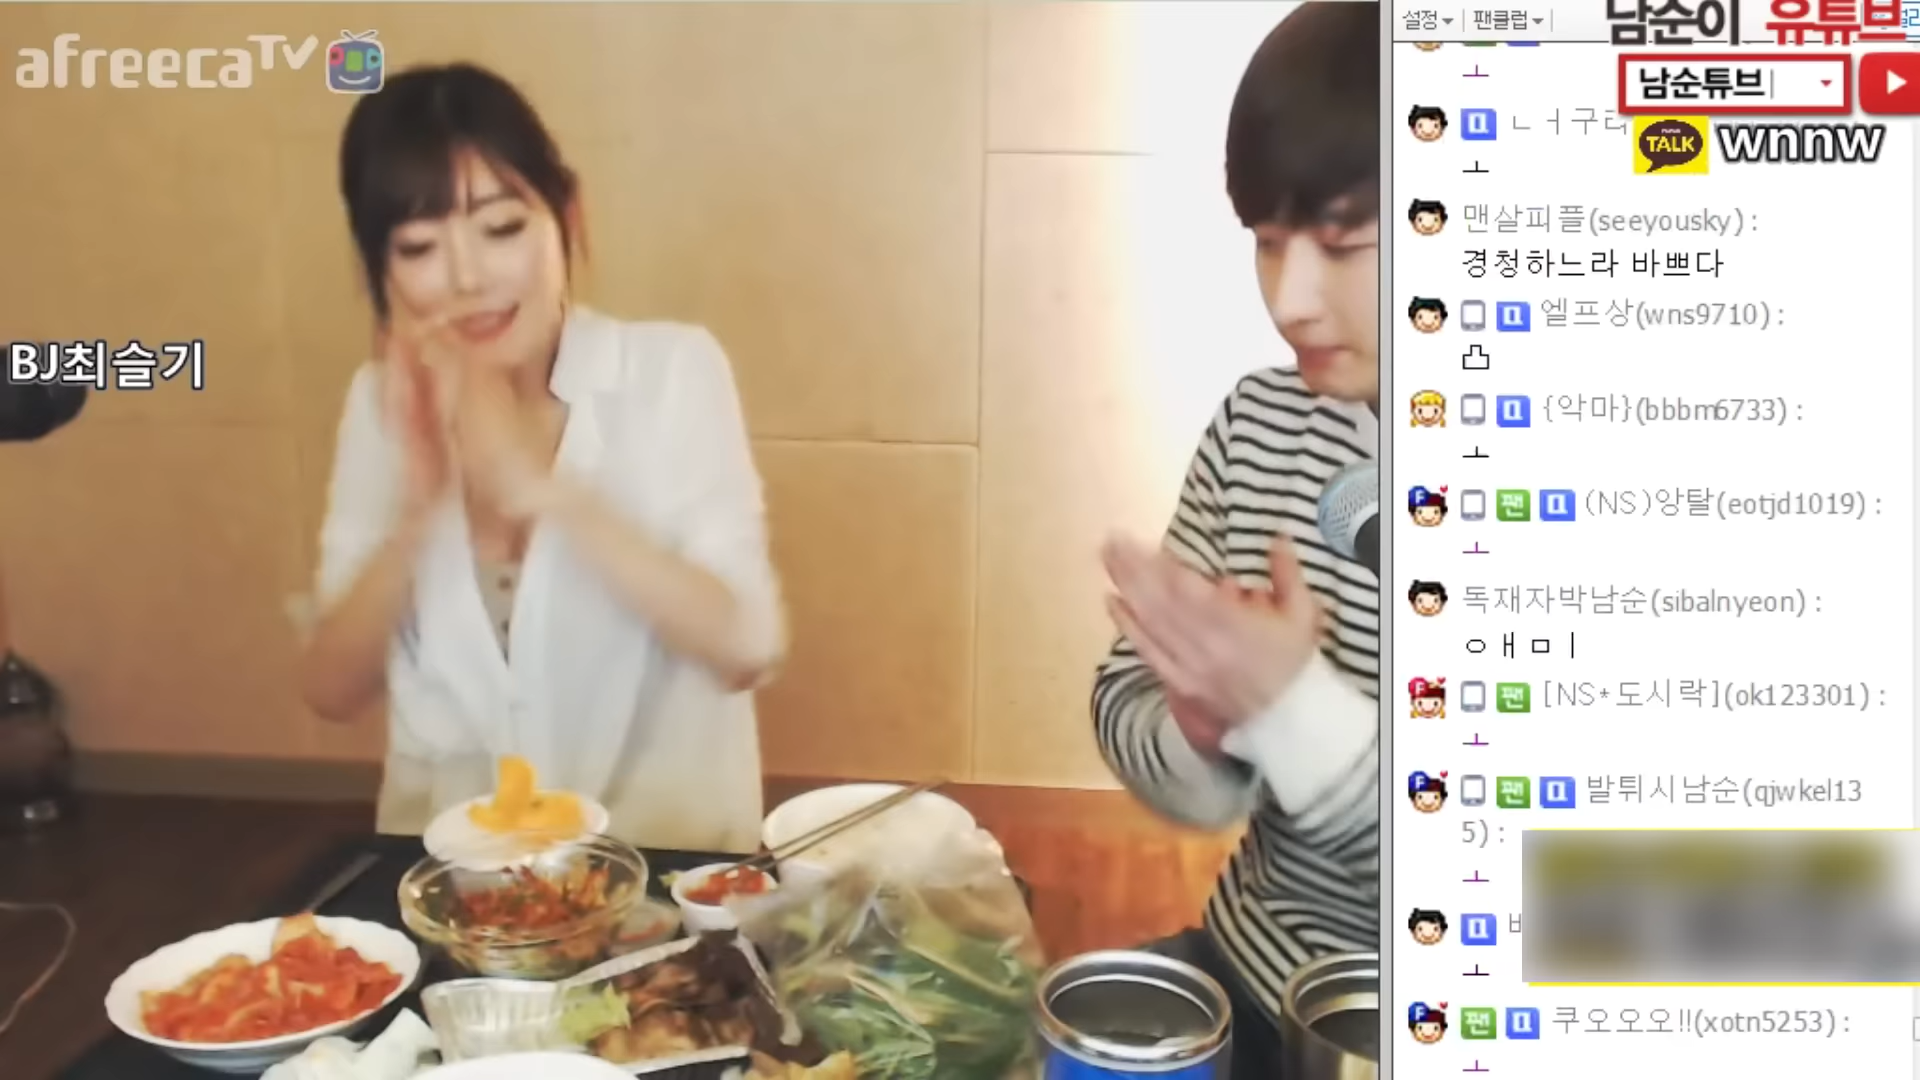 afreecaTV
BJ최슬기
설정
팬클럽
남순이 유튜브
남순튜브
ㅗ
ㄴㅓ구리
TALK
wnnw
ㅗ
맨살피플(seeyousky) :
경청하느라 바쁘다
엘프상(wns9710) :
凸
{악마}(bbbm6733) :
ㅗ
팬 (NS)앙탈(eotjd1019) :
ㅗ
독재자박남순(sibalnyeon) :
ㅇㅐㅁㅣ
팬 [NS*도시락](ok123301) :
ㅗ
팬 발튀시남순(qjwkel13
5) :
ㅗ
ㅗ
팬 쿠오오오!!(xotn5253) :
ㅗ